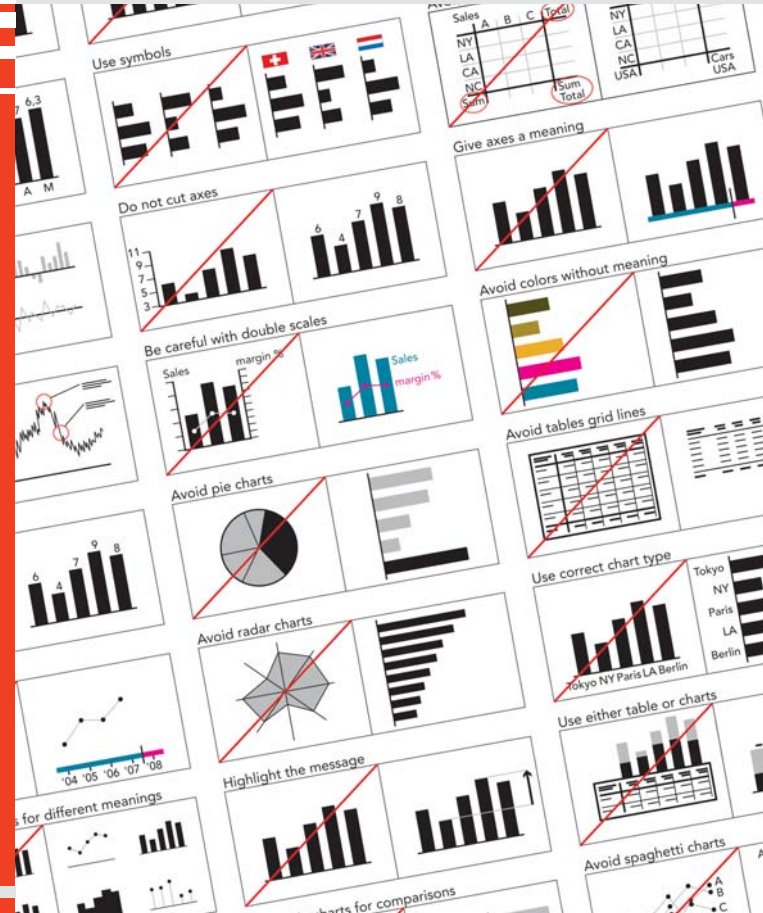 7 6,3
A M
6
4
7
9
8
'04 '05 '06 '07 '08
s for different meanings
Use symbols
Do not cut axes
11
9
7
5
3
6
4
7
9
8
Be careful with double scales
Sales
margin %
Sales
margin%
Avoid pie charts
Avoid radar charts
Highlight the message
charts for comparisons
Sales A B C Total
NY
LA
CA
NC
Sum
Sum
Total
NY
LA
CA
NC
USA
Cars
USA
Give axes a meaning
Avoid colors without meaning
Avoid tables grid lines
Use correct chart type
Tokyo NY Paris LA Berlin
Tokyo
NY
Paris
LA
Berlin
Use either table or charts
Avoid spaghetti charts
A
B
C